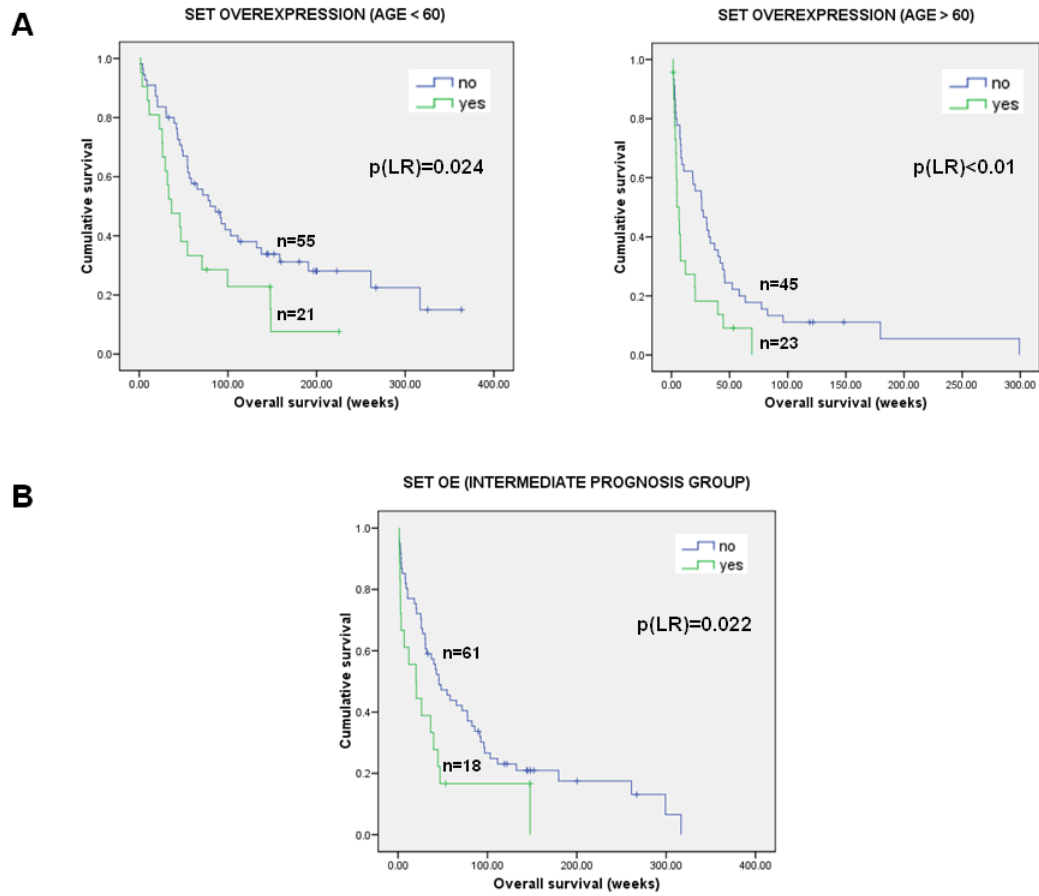 A
SET OVEREXPRESSION (AGE < 60)
Cumulative survival
1.0
0.8
0.6
0.4
0.2
0.0
no
yes
p(LR)=0.024
n=55
n=21
0.00 100.00 200.00 300.00 400.00
Overall survival (weeks)
SET OVEREXPRESSION (AGE > 60)
Cumulative survival
1.0
0.8
0.6
0.4
0.2
0.0
no
yes
p(LR)<0.01
n=45
n=23
0.00 50.00 100.00 150.00 200.00 250.00 300.00
Overall survival (weeks)
B
SET OE (INTERMEDIATE PROGNOSIS GROUP)
Cumulative survival
1.0
0.8
0.6
0.4
0.2
0.0
no
yes
p(LR)=0.022
n=61
n=18
0.00 100.00 200.00 300.00 400.00
Overall survival (weeks)